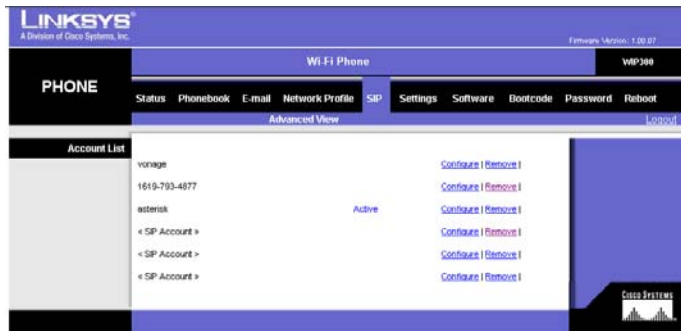 LINKSYS®
A Division of Cisco Systems, Inc.
Firmware Version: 1.00.07
Wi-Fi Phone
WIP300
PHONE
Status Phonebook E-mail Network Profile SIP Settings Software Bootcode Password Reboot
Advanced View Logout
Account List
vonage Configure | Remove |
1619-793-4877 Configure | Remove |
asterisk Active Configure | Remove |
< SIP Account > Configure | Remove |
< SIP Account > Configure | Remove |
< SIP Account > Configure | Remove |
CISCO SYSTEMS